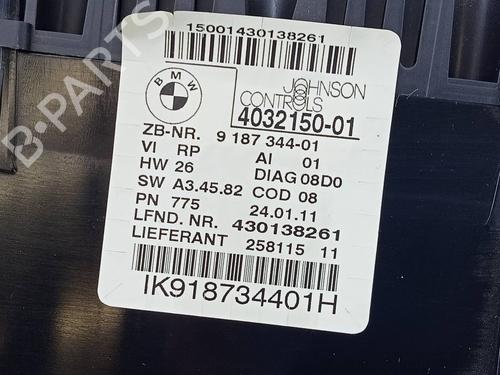 15001430138261
BMW
JOHNSON
CONTROLS
4032150-01
ZB-NR. 9 187 344-01
VI RP AI 01
HW 26 DIAG 08D0
SW A3.45.82 COD 08
PN 775 24.01.11
LFND. NR. 430138261
LIEFERANT 258115 11
IK918734401H
B-PARTS